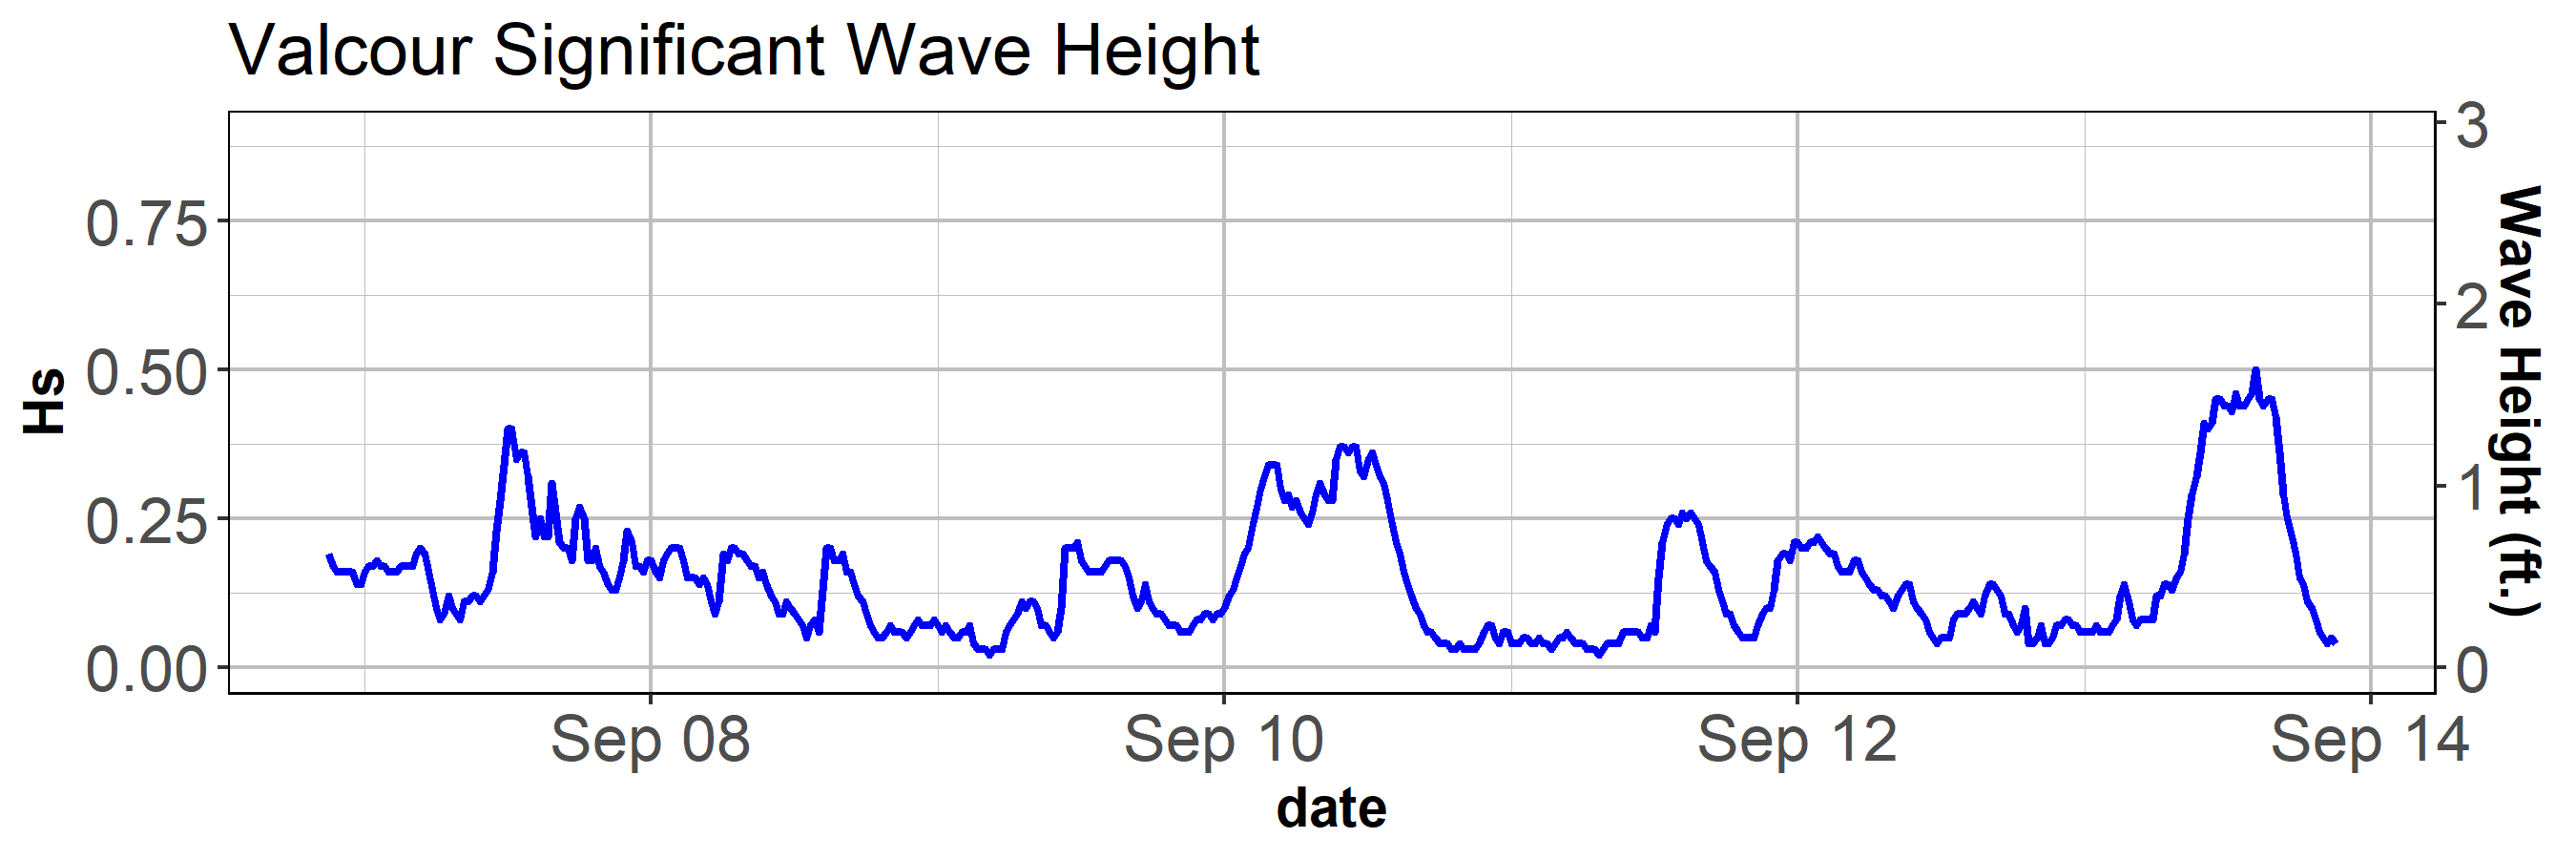 Valcour Significant Wave Height
Hs
0.75
0.50
0.25
0.00
3
2
1
0
Wave Height (ft.)
Sep 08
Sep 10
Sep 12
Sep 14
date